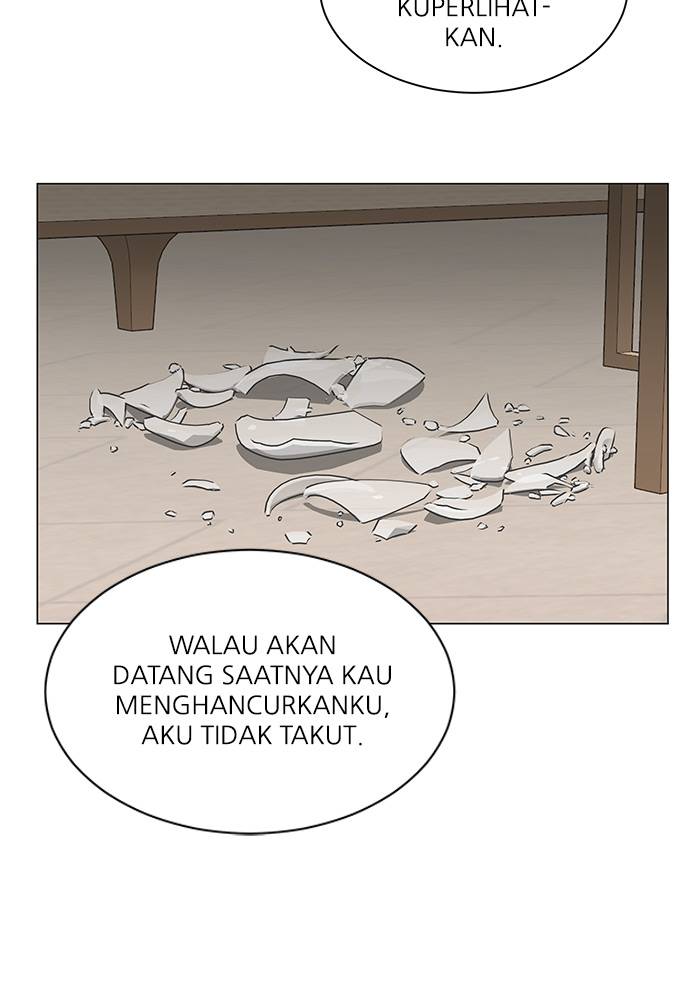 KUPERLIHAT-
KAN.
WALAU AKAN
DATANG SAATNYA KAU
MENGHANCURKANKU,
AKU TIDAK TAKUT.